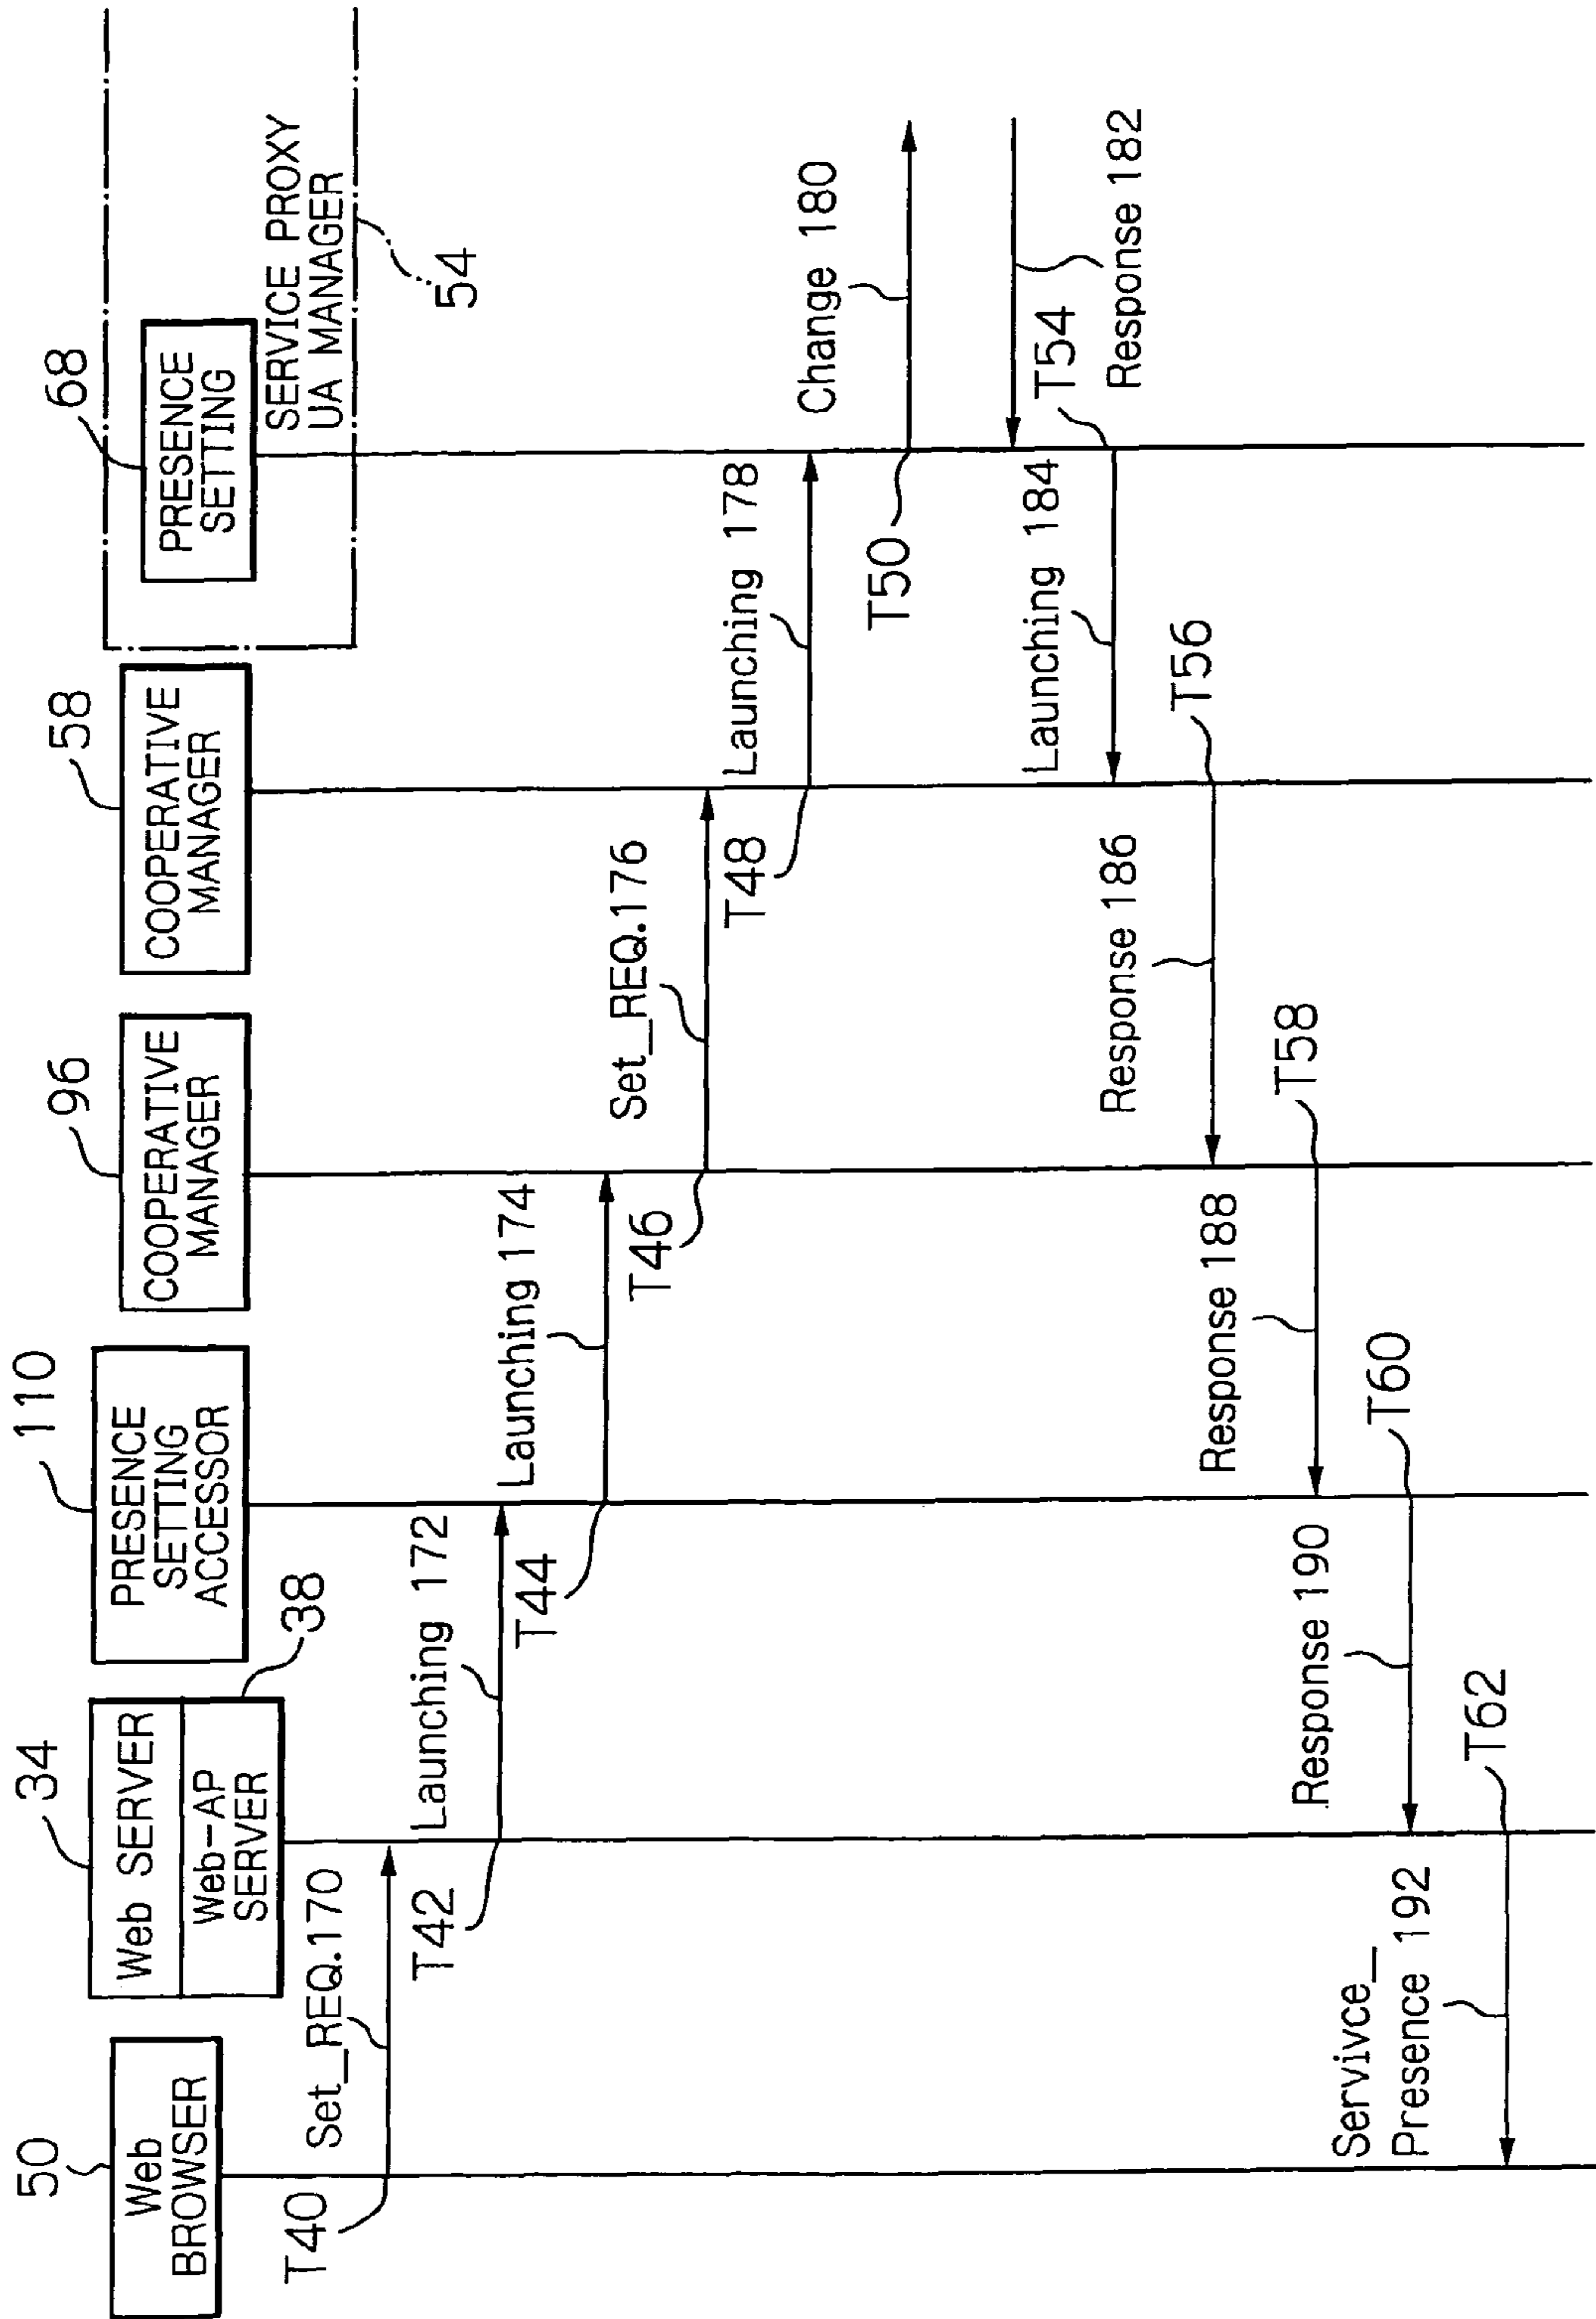 50
Web
BROWSER
34
Web SERVER
Web-AP
SERVER
38
110
PRESENCE
SETTING
ACCESSOR
96
COOPERATIVE
MANAGER
58
COOPERATIVE
MANAGER
68
PRESENCE
SETTING
SERVICE PROXY
UA MANAGER
54
T40
Set_REQ.170
T42
Launching 172
T44
Launching 174
T46
Set_REQ.176
T48
Launching 178
T50
Change 180
Response 182
T54
Launching 184
T56
Response 186
T58
Response 188
T60
Response 190
T62
Servivce_
Presence 192